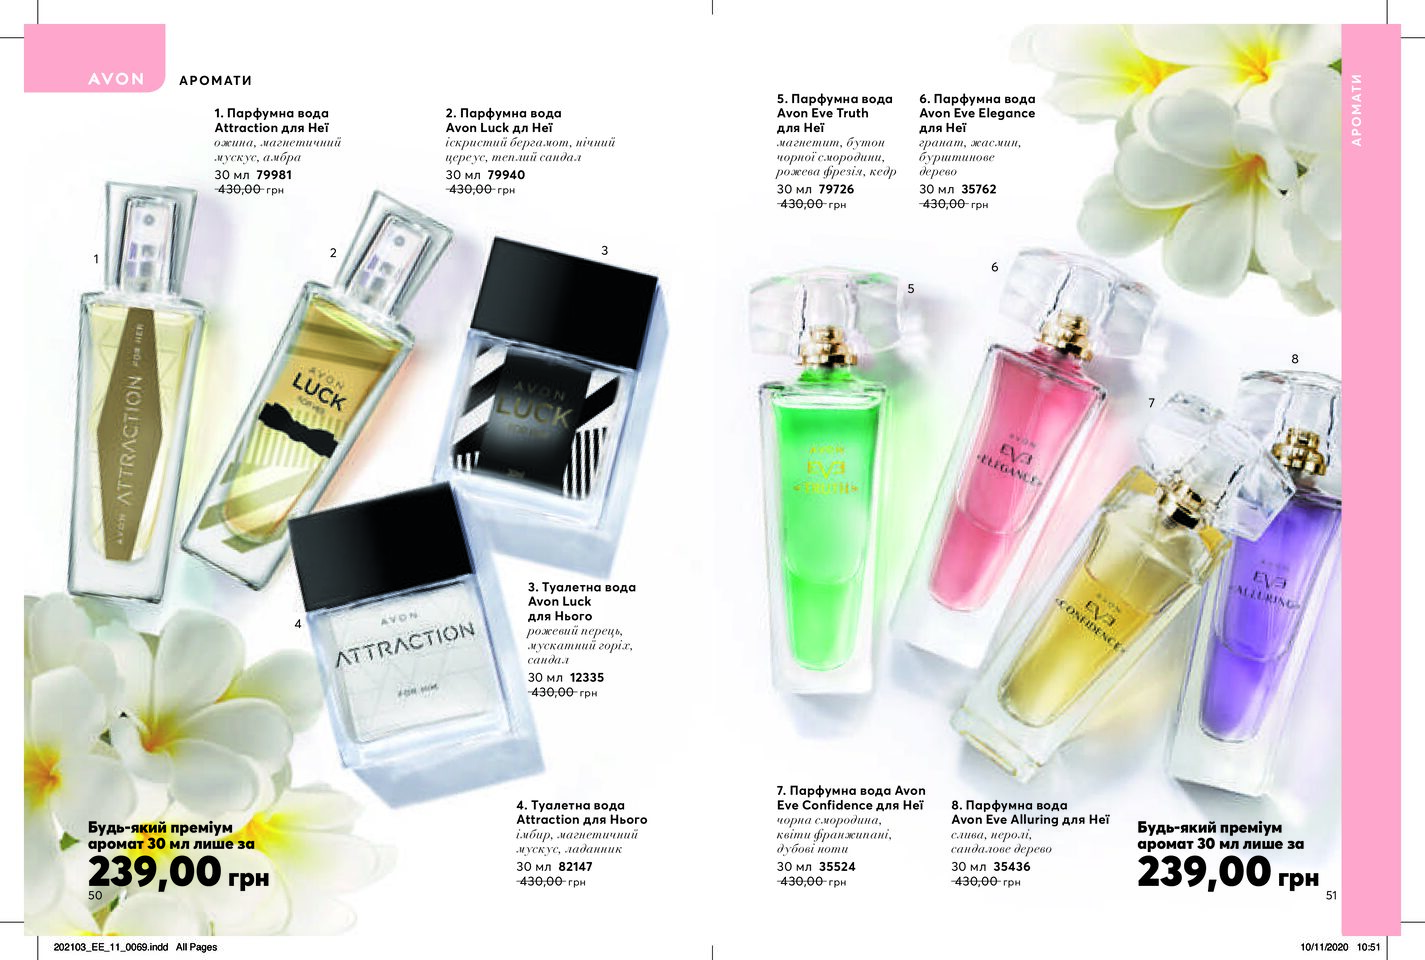 AVON
АРОМАТИ
1. Парфумна вода
Attraction для Неї
ожина, магнетичний
мускус, амбра
30 мл 79981
430,00 грн
2. Парфумна вода
Avon Luck дл Неї
іскристий бергамот, нічний
цереус, теплий сандал
30 мл 79940
430,00 грн
1
2
3
AVON ATTRACTION FOR HER
AVON
LUCK
FOR HER
AVON
LUCK
FOR HIM
4
AVON
ATTRACTION
FOR HIM
3. Туалетна вода
Avon Luck
для Нього
рожевий перець,
мускатний горіх,
сандал
30 мл 12335
430,00 грн
4. Туалетна вода
Attraction для Нього
імбир, магнетичний
мускус, ладанник
30 мл 82147
430,00 грн
Будь-який преміум
аромат 30 мл лише за
239,00 грн
50
5. Парфумна вода
Avon Eve Truth
для Неї
магнетит, бутон
чорної смородини,
рожева фрезія, кедр
30 мл 79726
430,00 грн
6. Парфумна вода
Avon Eve Elegance
для Неї
гранат, жасмин,
бурштинове
дерево
30 мл 35762
430,00 грн
АРОМАТИ
5
6
7
8
AVON
EVE
«TRUTH»
AVON
EVE
«ELEGANCE»
AVON
EVE
«CONFIDENCE»
AVON
EVE
«ALLURING»
7. Парфумна вода Avon
Eve Confidence для Неї
чорна смородина,
квіти франжипані,
дубові ноти
30 мл 35524
430,00 грн
8. Парфумна вода
Avon Eve Alluring для Неї
слива, неролі,
сандалове дерево
30 мл 35436
430,00 грн
Будь-який преміум
аромат 30 мл лише за
239,00 грн
51
202103_EE_11_0069.indd All Pages
10/11/2020 10:51